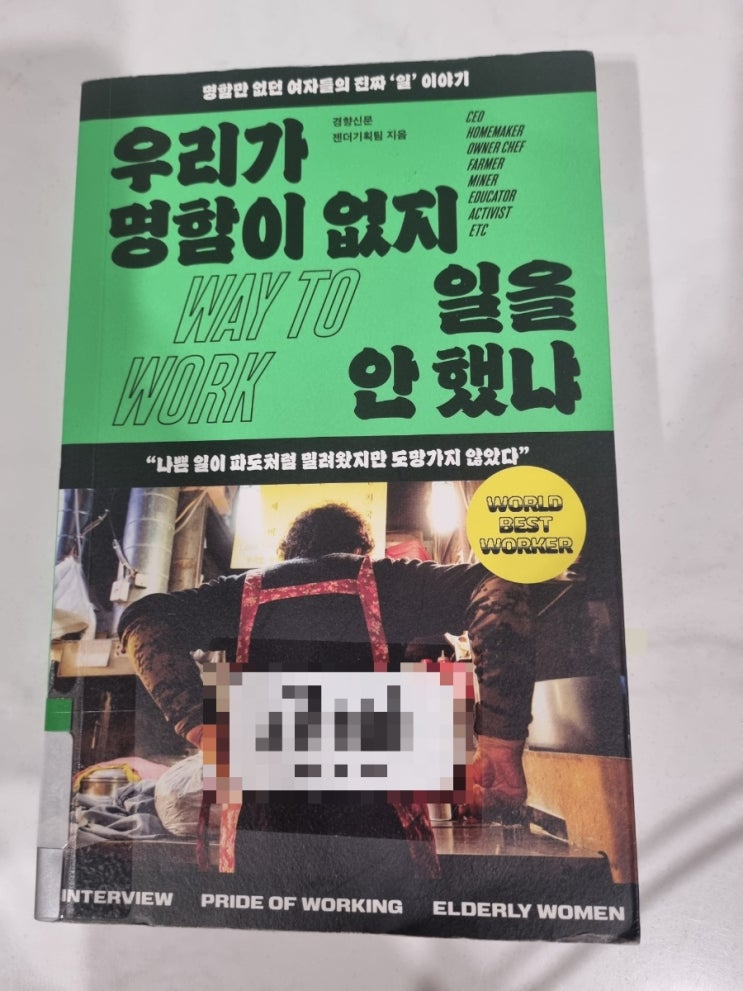 명함만 없던 여자들의 진짜 ‘일’ 이야기
우리가
명함이 없지
일을
안 했냐
경향신문
젠더기획팀 지음
CEO
HOMEMAKER
OWNER CHEF
FARMER
MINER
EDUCATOR
ACTIVIST
ETC
WAY TO
WORK
“나쁜 일이 파도처럼 밀려왔지만 도망가지 않았다”
WORLD
BEST
WORKER
INTERVIEW PRIDE OF WORKING ELDERLY WOMEN